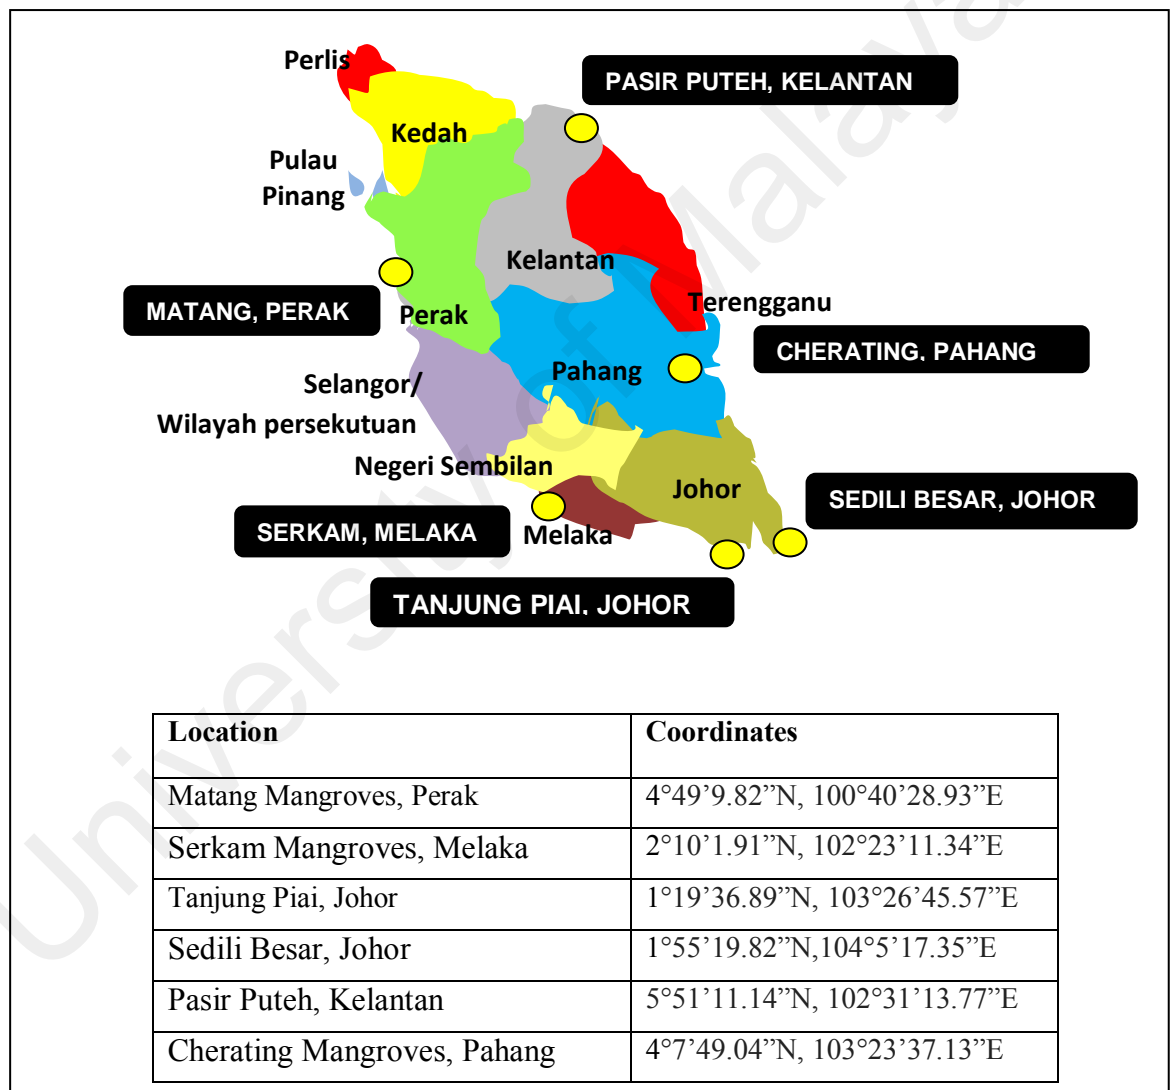 Perlis
PASIR PUTEH, KELANTAN
Kedah
Pulau
Pinang
Kelantan
MATANG, PERAK
Perak
Terengganu
CHERATING, PAHANG
Pahang
Selangor/
Wilayah persekutuan
Negeri Sembilan
Johor
SEDILI BESAR, JOHOR
SERKAM, MELAKA
Melaka
TANJUNG PIAI, JOHOR
Location Coordinates
Matang Mangroves, Perak 4°49’9.82”N, 100°40’28.93”E
Serkam Mangroves, Melaka 2°10’1.91”N, 102°23’11.34”E
Tanjung Piai, Johor 1°19’36.89”N, 103°26’45.57”E
Sedili Besar, Johor 1°55’19.82”N,104°5’17.35”E
Pasir Puteh, Kelantan 5°51’11.14”N, 102°31’13.77”E
Cherating Mangroves, Pahang 4°7’49.04”N, 103°23’37.13”E
University of Malaya